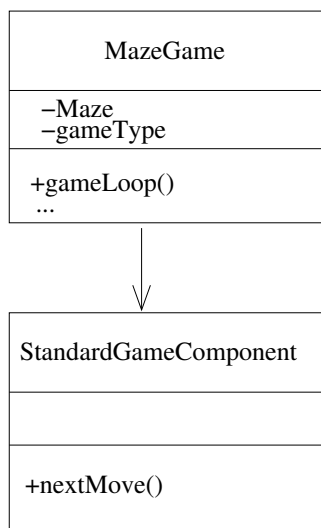 MazeGame
−Maze
−gameType
+gameLoop()
...
StandardGameComponent
+nextMove()